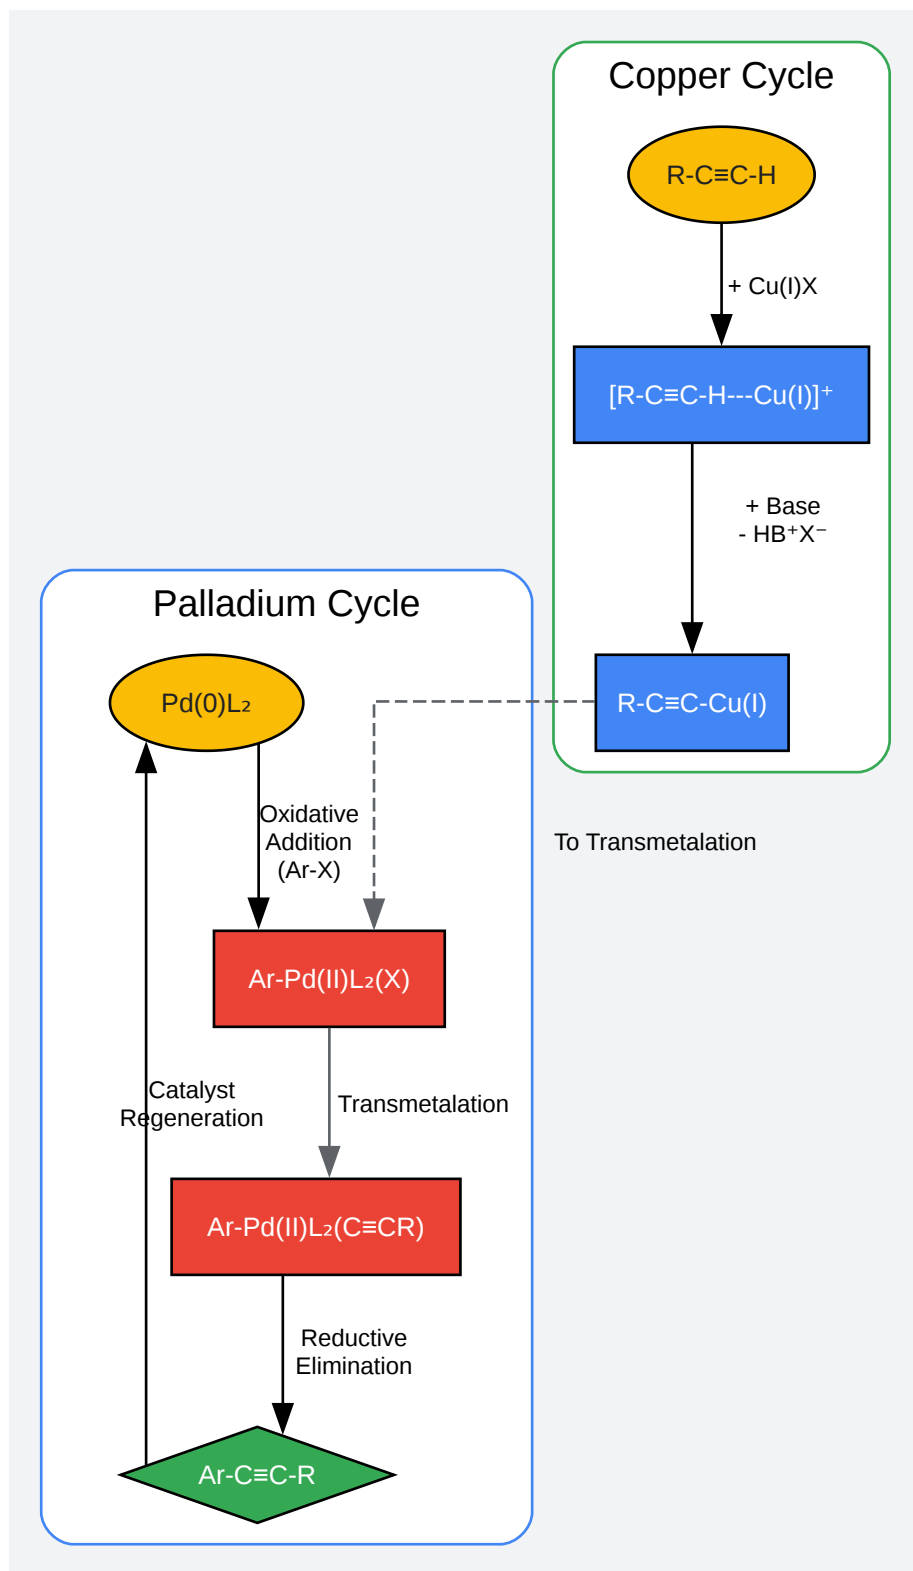 Copper Cycle
R-C≡C-H
+ Cu(I)X
[R-C≡C-H---Cu(I)]⁺
+ Base
- HB⁺X⁻
R-C≡C-Cu(I)
To Transmetalation
Palladium Cycle
Pd(0)L₂
Oxidative
Addition
(Ar-X)
Ar-Pd(II)L₂(X)
Catalyst
Regeneration
Transmetalation
Ar-Pd(II)L₂(C≡CR)
Reductive
Elimination
Ar-C≡C-R